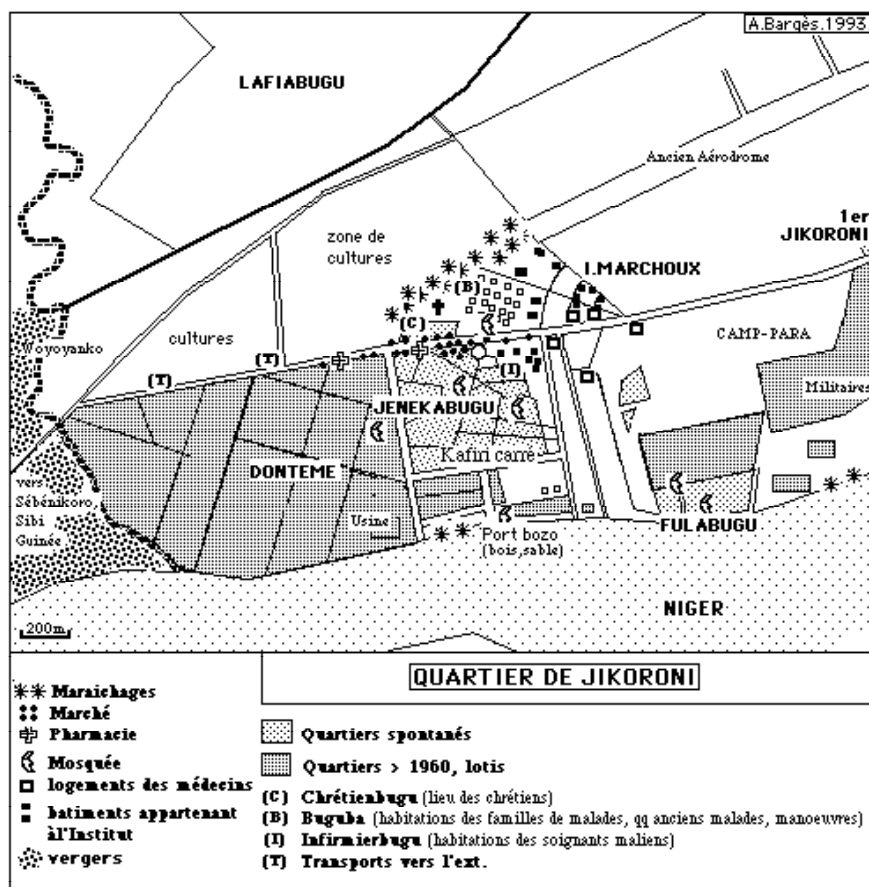 A.Bargès.1993
LAFIABUGU
Ancien Aérodrome
1er
JIKORONI
zone de
cultures
I.MARCHOUX
(B)
(C)
cultures
Woyoyanko
CAMP-PARA
(T)
(T)
(I)
Militaires
JENEKABUGU
Kafiri carré
DONTEME
vers
Sébénikoro
Sibi
Guinée
Usine
Port bozo
(bois,sable)
FULABUGU
NIGER
200m
QUARTIER DE JIKORONI
Maraichages
Marché
Pharmacie
Mosquée
logements des médecins
batiments appartenant
àl'Institut
vergers
Quartiers spontanés
Quartiers > 1960, lotis
(C) Chrétienbugu (lieu des chrétiens)
(B) Buguba (habitations des familles de malades, qq anciens malades, manoeuvres)
(I) Infirmierbugu (habitations des soignants maliens)
(T) Transports vers l'ext.